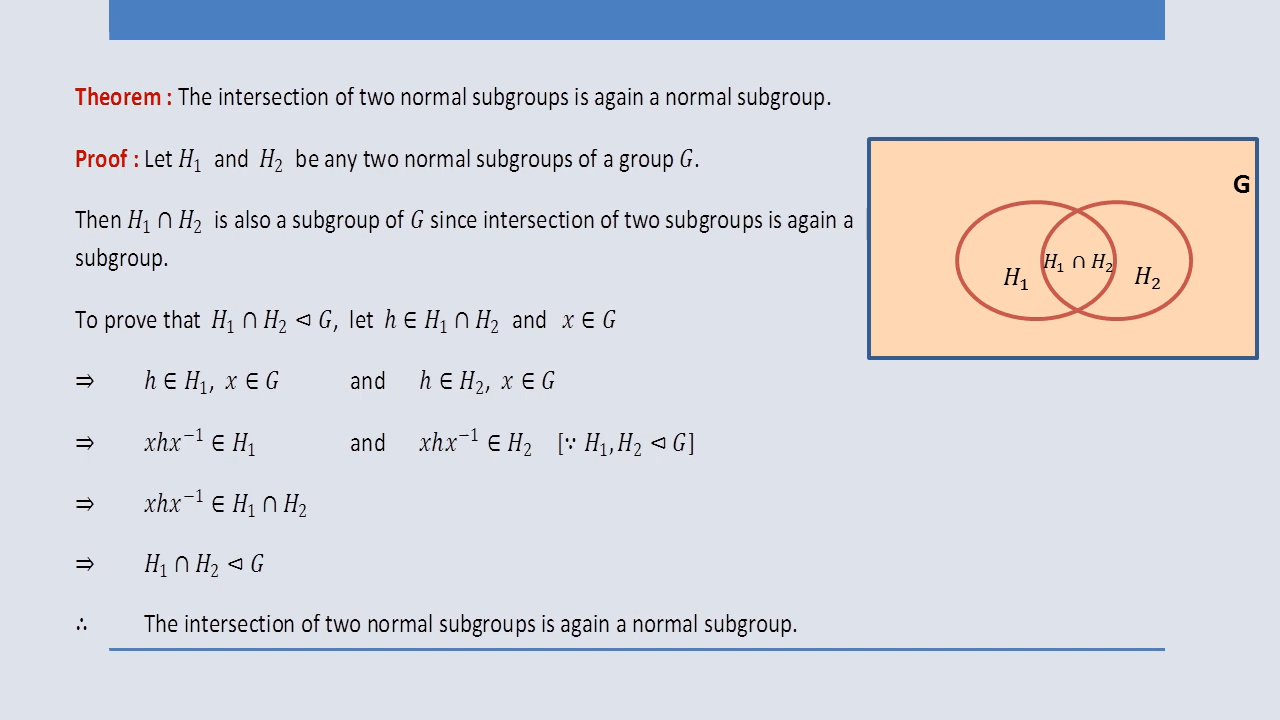 Theorem : The intersection of two normal subgroups is again a normal subgroup.
Proof : Let H₁ and H₂ be any two normal subgroups of a group G.
Then H₁ ∩ H₂ is also a subgroup of G since intersection of two subgroups is again a
subgroup.
To prove that H₁ ∩ H₂ ⊲ G, let h ∈ H₁ ∩ H₂ and x ∈ G
⇒ h ∈ H₁, x ∈ G and h ∈ H₂, x ∈ G
⇒ xhx⁻¹ ∈ H₁ and xhx⁻¹ ∈ H₂ [∵ H₁, H₂ ⊲ G]
⇒ xhx⁻¹ ∈ H₁ ∩ H₂
⇒ H₁ ∩ H₂ ⊲ G
∴ The intersection of two normal subgroups is again a normal subgroup.
G
H₁ H₁ ∩ H₂ H₂